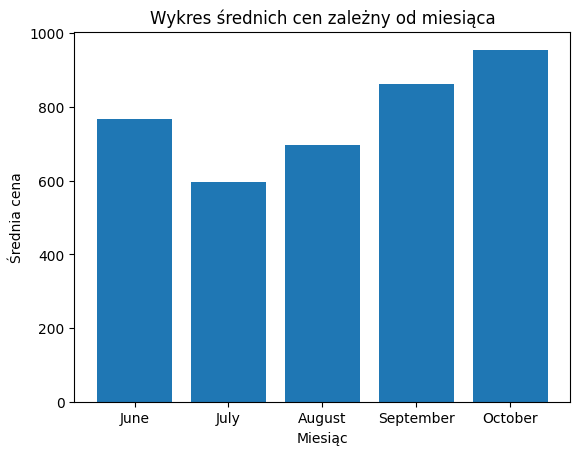 Wykres średnich cen zależny od miesiąca
1000
800
600
400
200
0
Średnia cena
June July August September October
Miesiąc